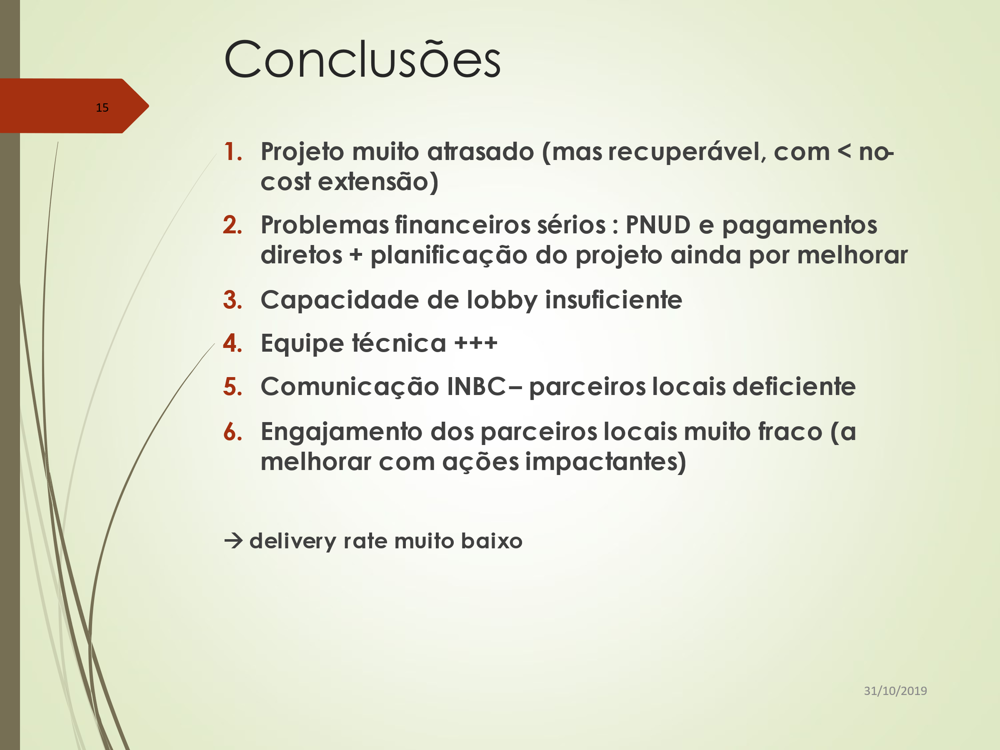 Conclusões
15
1. Projeto muito atrasado (mas recuperável, com < no-
cost extensão)
2. Problemas financeiros sérios : PNUD e pagamentos
diretos + planificação do projeto ainda por melhorar
3. Capacidade de lobby insuficiente
4. Equipe técnica +++
5. Comunicação INBC– parceiros locais deficiente
6. Engajamento dos parceiros locais muito fraco (a
melhorar com ações impactantes)
→ delivery rate muito baixo
31/10/2019